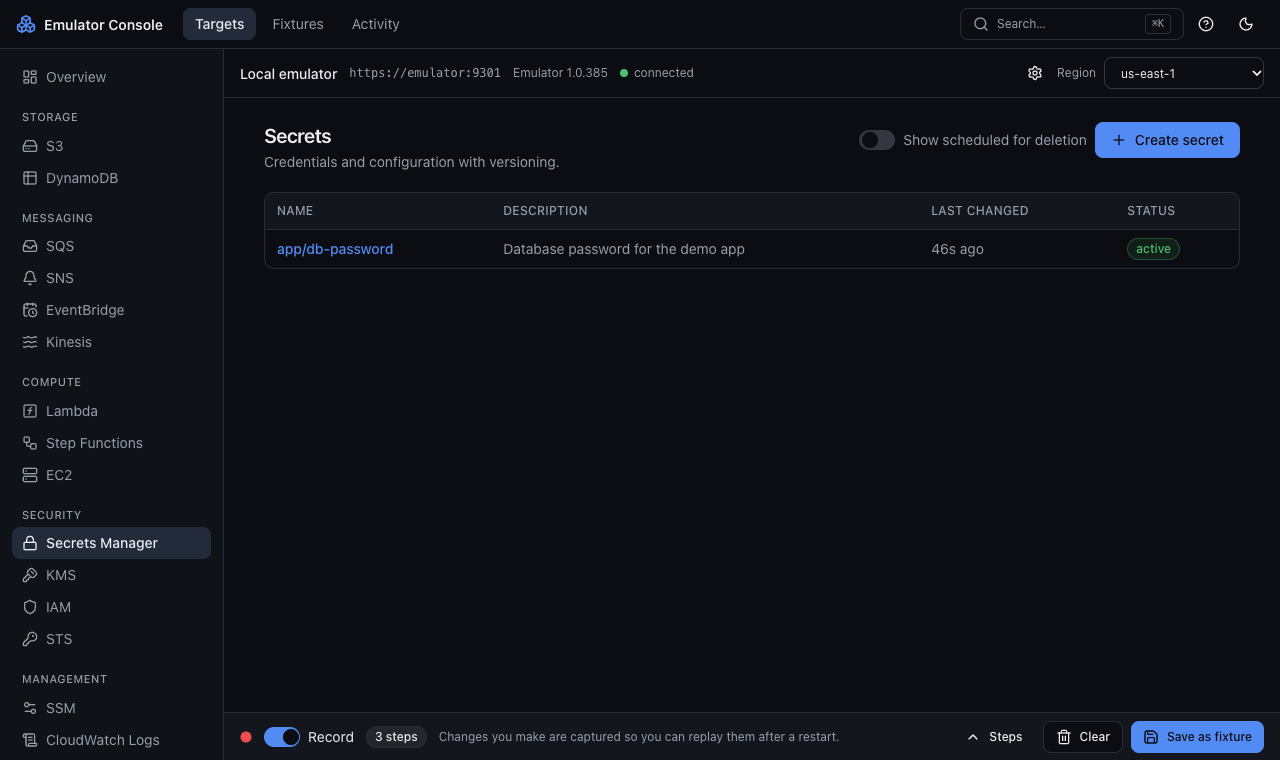 Emulator Console
Targets
Fixtures
Activity
Search...
⌘K
Overview
STORAGE
S3
DynamoDB
MESSAGING
SQS
SNS
EventBridge
Kinesis
COMPUTE
Lambda
Step Functions
EC2
SECURITY
Secrets Manager
KMS
IAM
STS
MANAGEMENT
SSM
CloudWatch Logs
Local emulator https://emulator:9301 Emulator 1.0.385 connected
Region us-east-1
Secrets
Credentials and configuration with versioning.
Show scheduled for deletion
Create secret
NAME DESCRIPTION LAST CHANGED STATUS
app/db-password Database password for the demo app 46s ago active
Record 3 steps Changes you make are captured so you can replay them after a restart.
Steps
Clear
Save as fixture